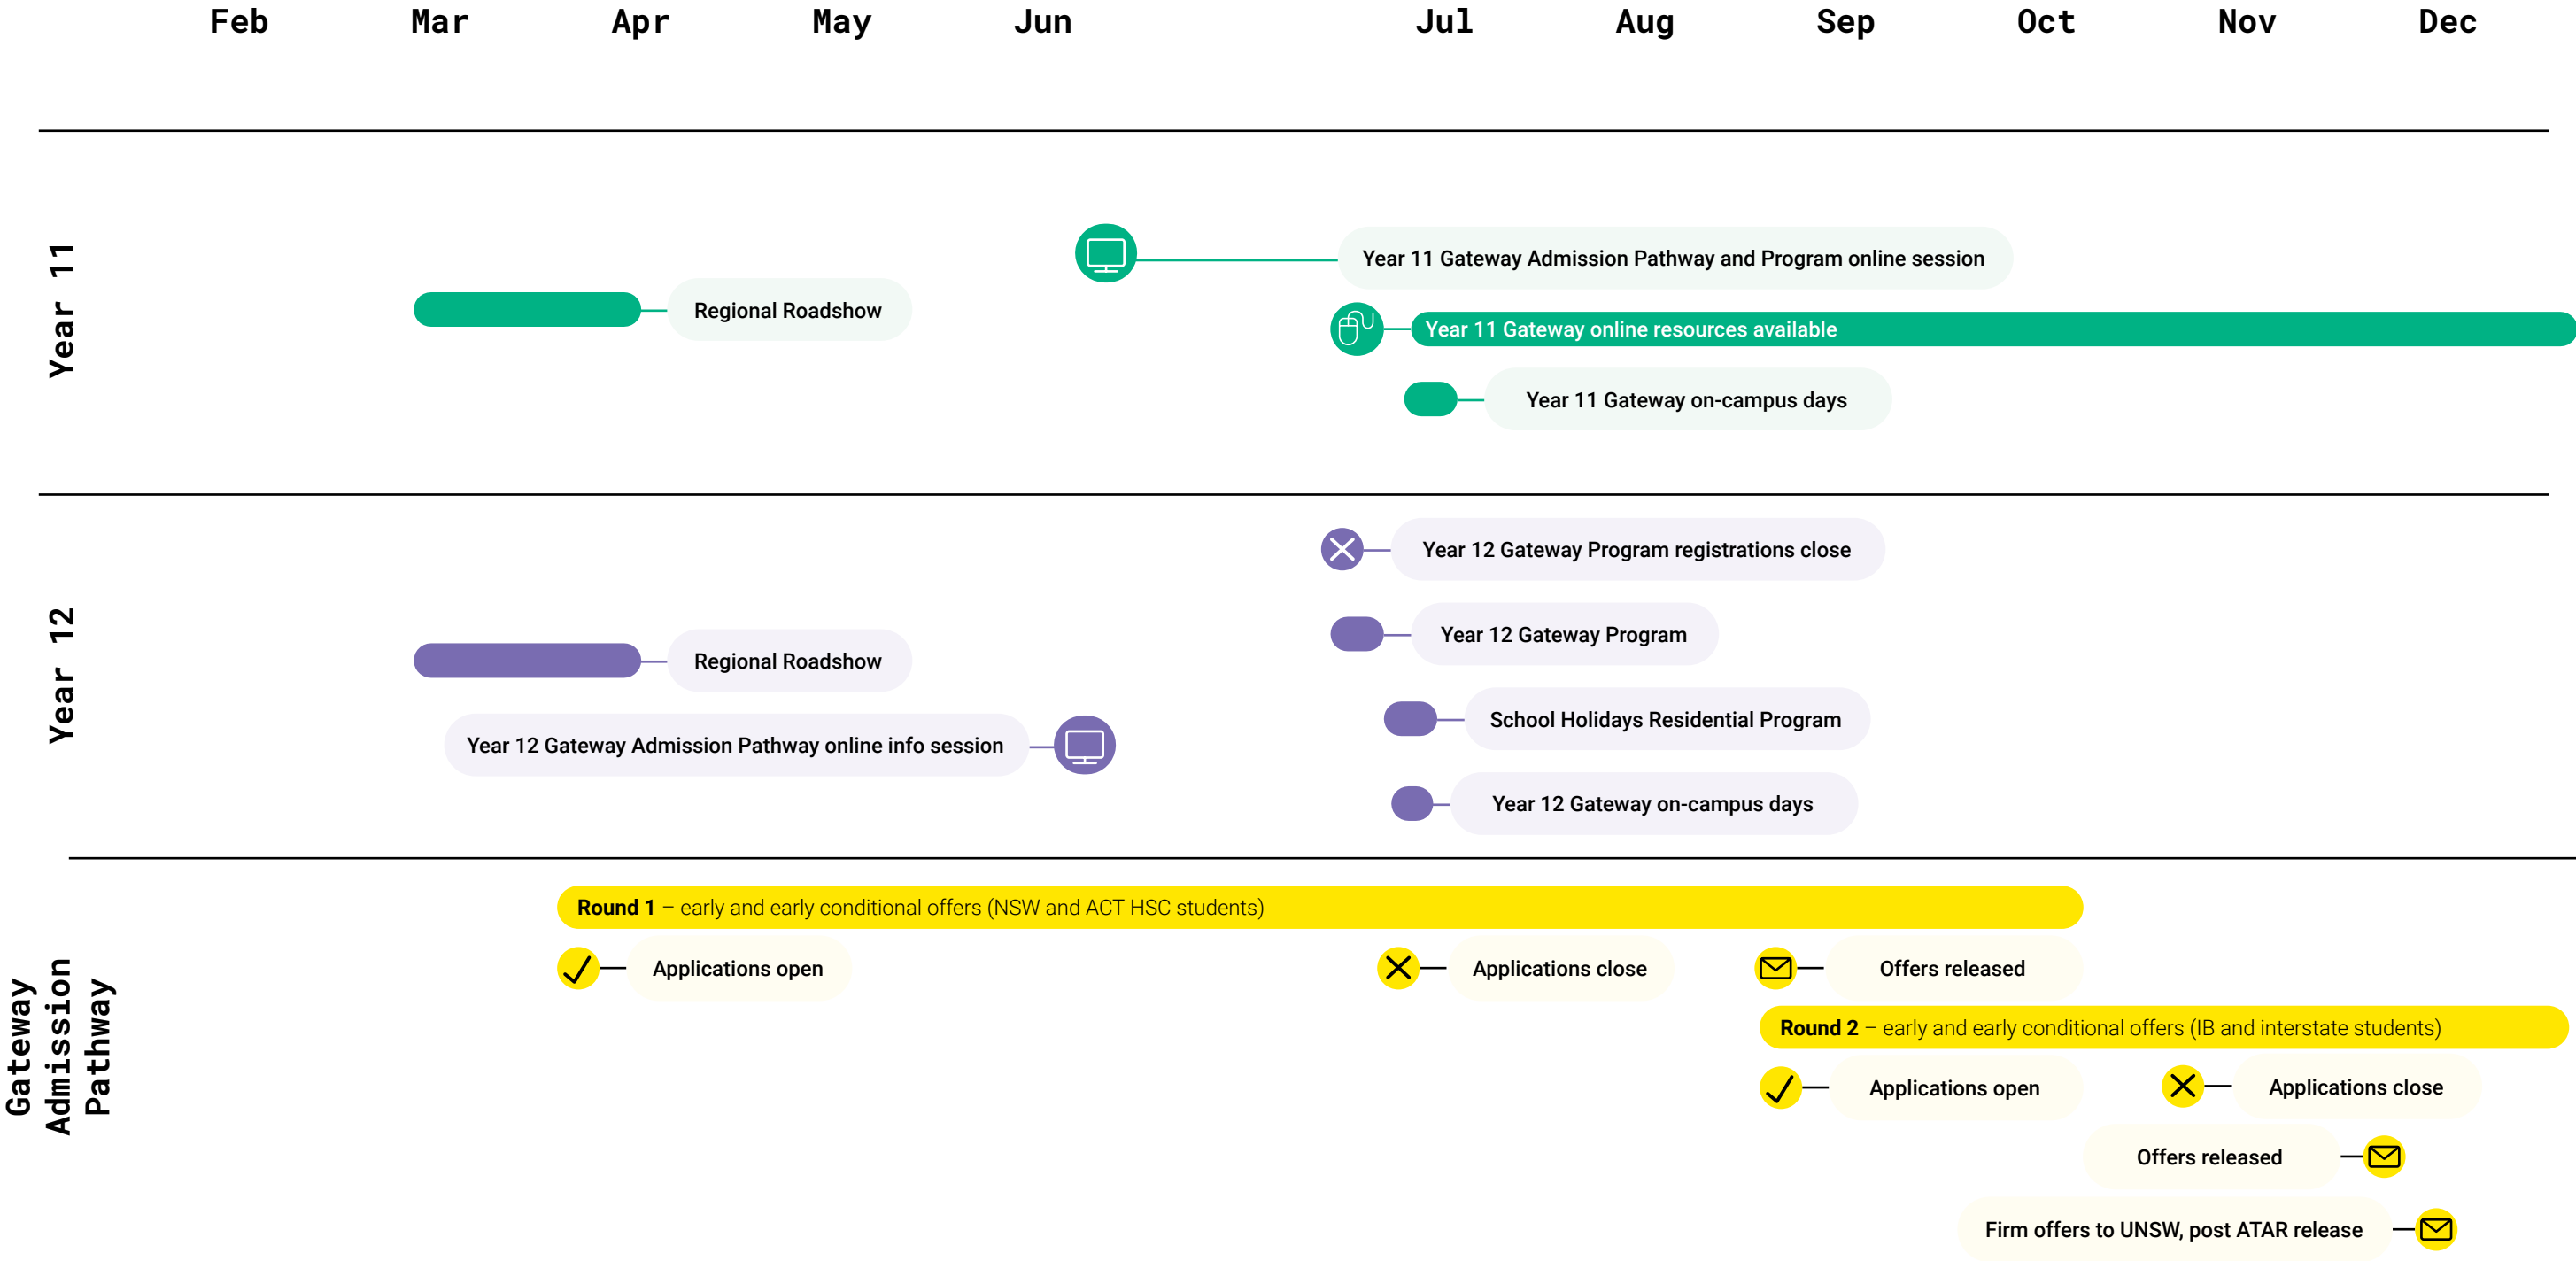 Feb Mar Apr May Jun Jul Aug Sep Oct Nov Dec
Year 11
Year 11 Gateway Admission Pathway and Program online session
Regional Roadshow
Year 11 Gateway online resources available
Year 11 Gateway on-campus days
Year 12
Year 12 Gateway Program registrations close
Year 12 Gateway Program
Regional Roadshow
School Holidays Residential Program
Year 12 Gateway Admission Pathway online info session
Year 12 Gateway on-campus days
Gateway
Admission
Pathway
Round 1 – early and early conditional offers (NSW and ACT HSC students)
Applications open
Applications close
Offers released
Round 2 – early and early conditional offers (IB and interstate students)
Applications open
Applications close
Offers released
Firm offers to UNSW, post ATAR release